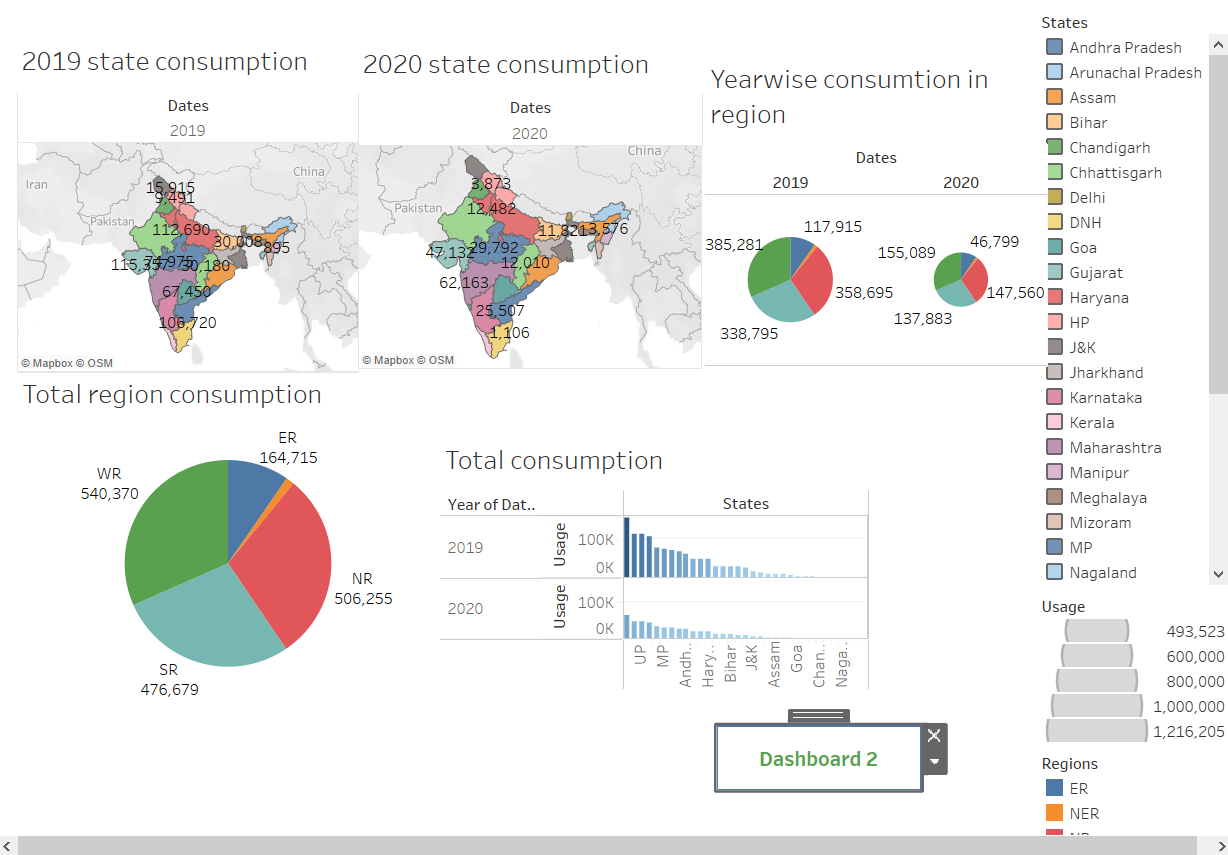 2019 state consumption
Dates
2019
Iran
China
Pakistan
15,915
9,491
112,690
30,008
895
30,180
67,450
106,720
© Mapbox © OSM
2020 state consumption
Dates
2020
China
Pakistan
3,873
12,482
13,576
47,132
29,792
12,010
62,163
25,507
1,106
© Mapbox © OSM
Yearwise consumtion in
region
Dates
2019
2020
117,915
385,281
358,695
338,795
46,799
155,089
147,560
137,883
Total region consumption
ER
164,715
WR
540,370
NR
506,255
SR
476,679
Total consumption
Year of Dat..
States
2019
Usage
100K
0K
2020
Usage
100K
0K
UP
MP
Andh..
Hary..
Bihar
J&K
Assam
Goa
Chan..
Naga..
Dashboard 2
States
Andhra Pradesh
Arunachal Pradesh
Assam
Bihar
Chandigarh
Chhattisgarh
Delhi
DNH
Goa
Gujarat
Haryana
HP
J&K
Jharkhand
Karnataka
Kerala
Maharashtra
Manipur
Meghalaya
Mizoram
MP
Nagaland
Usage
493,523
600,000
800,000
1,000,000
1,216,205
Regions
ER
NER